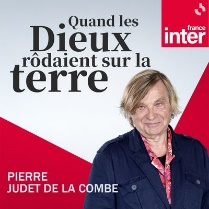 Quand les
Dieux
rôdaient sur la
terre
france
inter
PIERRE
JUDET DE LA COMBE